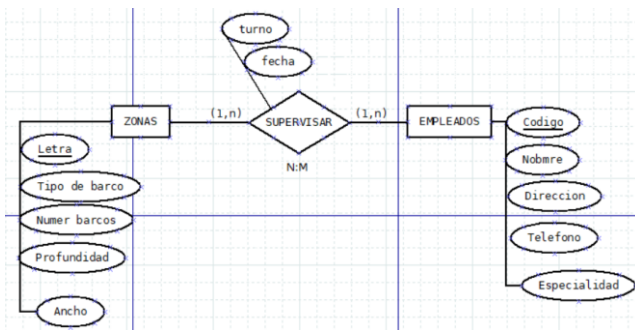 turno
fecha
ZONAS
(1,n)
SUPERVISAR
(1,n)
EMPLEADOS
N:M
Letra
Tipo de barco
Numer barcos
Profundidad
Ancho
Codigo
Nobmre
Direccion
Telefono
Especialidad